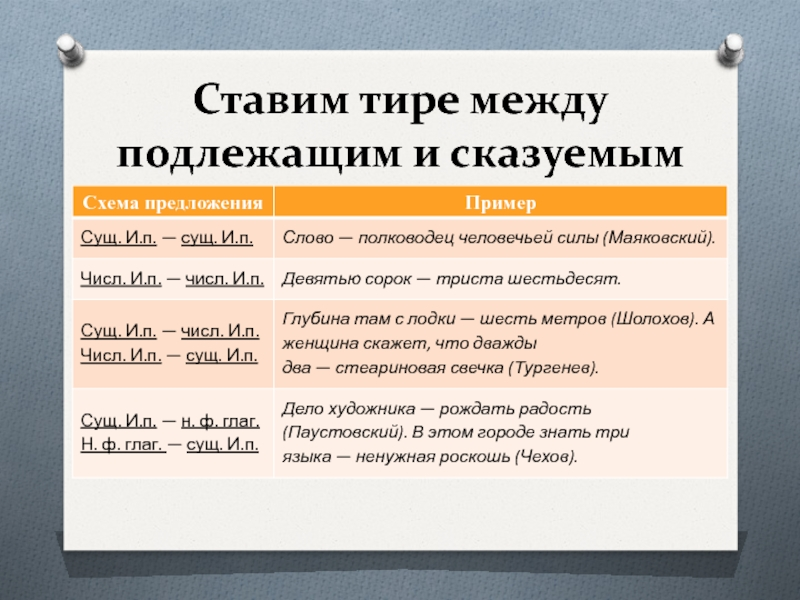 Ставим тире между
подлежащим и сказуемым
Схема предложения
Пример
Сущ. И.п. — сущ. И.п.
Слово — полководец человечьей силы (Маяковский).
Числ. И.п. — числ. И.п.
Девятью сорок — триста шестьдесят.
Сущ. И.п. — числ. И.п.
Числ. И.п. — сущ. И.п.
Глубина там с лодки — шесть метров (Шолохов). А
женщина скажет, что дважды
два — стеариновая свечка (Тургенев).
Сущ. И.п. — н. ф. глаг.
Н. ф. глаг. — сущ. И.п.
Дело художника — рождать радость
(Паустовский). В этом городе знать три
языка — ненужная роскошь (Чехов).